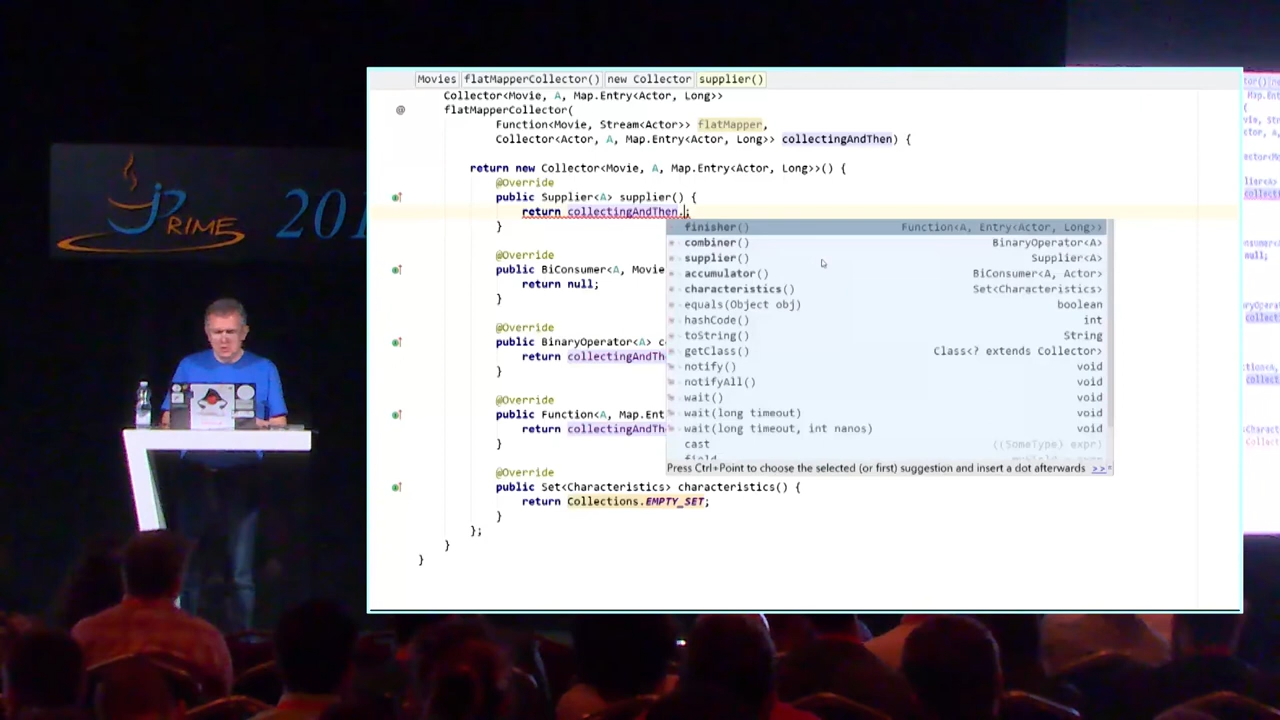 JPRIME 201
Movies flatMapperCollector() new Collector supplier()
Collector<Movie, A, Map.Entry<Actor, Long>>
@ flatMapperCollector(
Function<Movie, Stream<Actor>> flatMapper,
Collector<Actor, A, Map.Entry<Actor, Long>> collectingAndThen) {
return new Collector<Movie, A, Map.Entry<Actor, Long>>() {
@Override
public Supplier<A> supplier() {
return collectingAndThen.;
}
@Override
public BiConsumer<A, Movie
return null;
}
@Override
public BinaryOperator<A> c
return collectingAndTh
}
@Override
public Function<A, Map.Ent
return collectingAndTh
}
@Override
public Set<Characteristics> characteristics() {
return Collections.EMPTY_SET;
}
};
}
}
finisher() Function<A, Entry<Actor, Long>>
combiner() BinaryOperator<A>
supplier() Supplier<A>
accumulator() BiConsumer<A, Actor>
characteristics() Set<Characteristics>
equals(Object obj) boolean
hashCode() int
toString() String
getClass() Class<? extends Collector>
notify() void
notifyAll() void
wait() void
wait(long timeout) void
wait(long timeout, int nanos) void
cast ((SomeType) expr)
field
Press Ctrl+Point to choose the selected (or first) suggestion and insert a dot afterwards >>